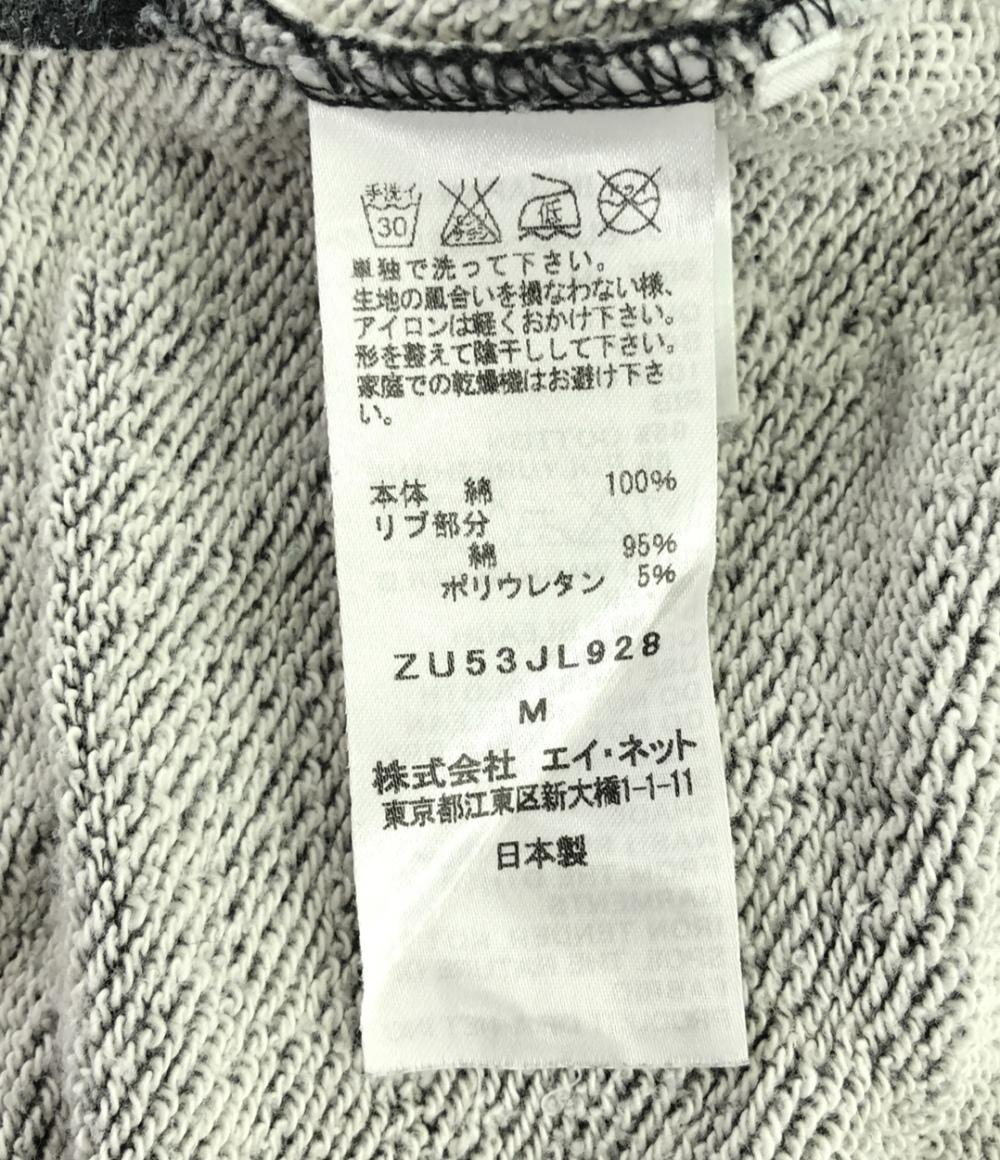 手洗イ
30
低
単独で洗って下さい。
生地の風合いを損なわない様、
アイロンは軽くおかけ下さい。
形を整えて陰干しして下さい。
家庭での乾燥機はお避け下さ
い。
本体 綿 100%
リブ部分
綿 95%
ポリウレタン 5%
ZU53JL928
M
株式会社 エイ・ネット
東京都江東区新大橋1-1-11
日本製